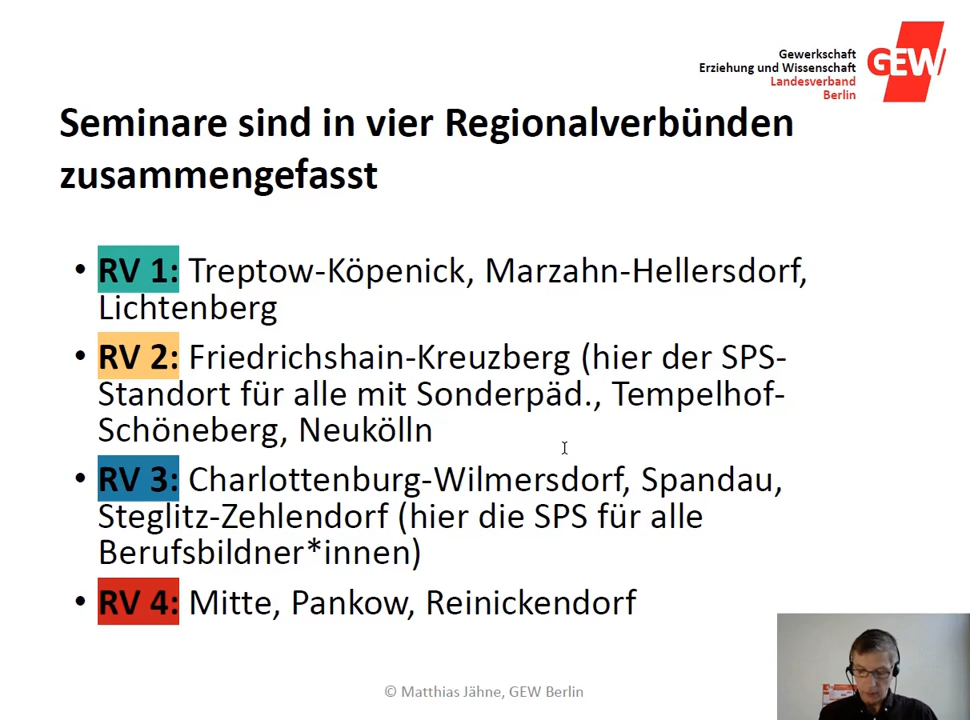 Gewerkschaft
Erziehung und Wissenschaft
Landesverband
Berlin
GEW
Seminare sind in vier Regionalverbünden
zusammengefasst
• RV 1: Treptow-Köpenick, Marzahn-Hellersdorf,
Lichtenberg
• RV 2: Friedrichshain-Kreuzberg (hier der SPS-
Standort für alle mit Sonderpäd., Tempelhof-
Schöneberg, Neukölln
• RV 3: Charlottenburg-Wilmersdorf, Spandau,
Steglitz-Zehlendorf (hier die SPS für alle
Berufsbildner*innen)
• RV 4: Mitte, Pankow, Reinickendorf
© Matthias Jähne, GEW Berlin